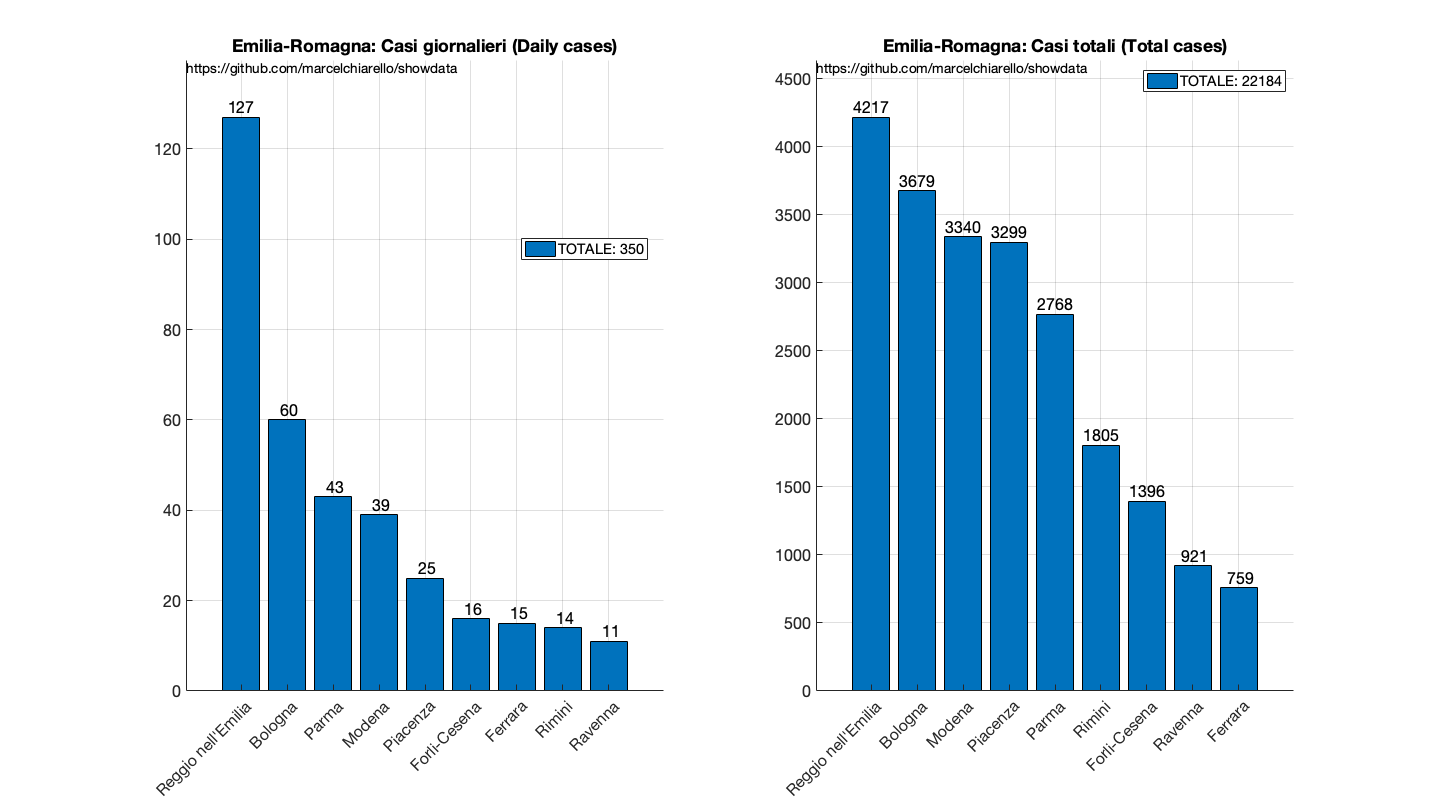 Emilia-Romagna: Casi giornalieri (Daily cases)
https://github.com/marcelchiarello/showdata
TOTALE: 350
120
100
80
60
40
20
0
127
60
43
39
25
16
15
14
11
Reggio nell'Emilia
Bologna
Parma
Modena
Piacenza
Forlì-Cesena
Ferrara
Rimini
Ravenna
Emilia-Romagna: Casi totali (Total cases)
https://github.com/marcelchiarello/showdata
TOTALE: 22184
4500
4000
3500
3000
2500
2000
1500
1000
500
0
4217
3679
3340
3299
2768
1805
1396
921
759
Reggio nell'Emilia
Bologna
Modena
Piacenza
Parma
Rimini
Forlì-Cesena
Ravenna
Ferrara